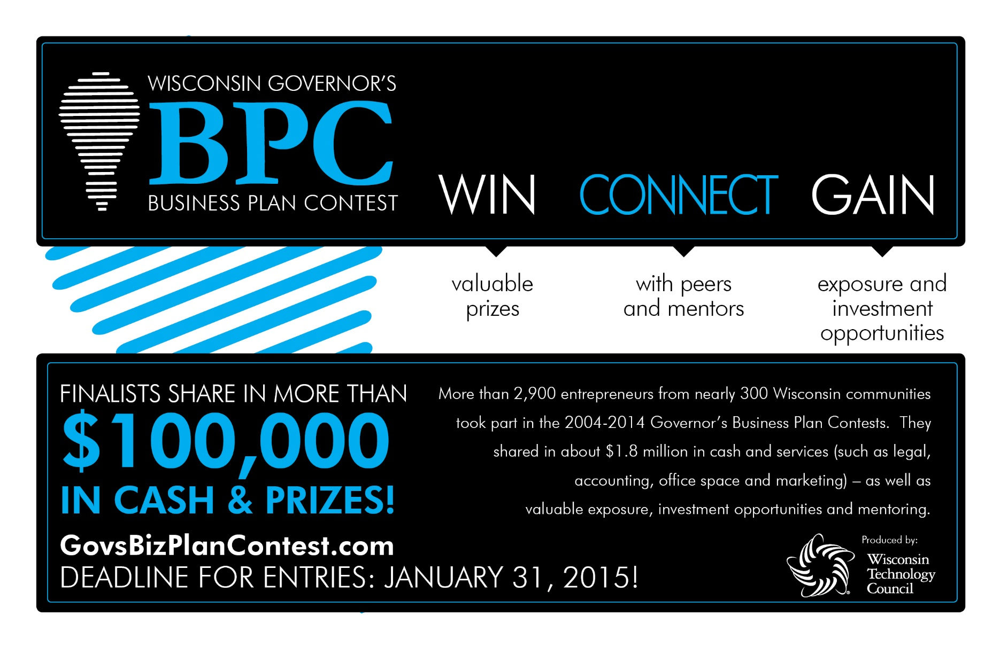 WISCONSIN GOVERNOR'S
BPC
BUSINESS PLAN CONTEST
WIN
CONNECT
GAIN
valuable
prizes
with peers
and mentors
exposure and
investment
opportunities
FINALISTS SHARE IN MORE THAN
$100,000
IN CASH & PRIZES!
GovsBizPlanContest.com
DEADLINE FOR ENTRIES: JANUARY 31, 2015!
More than 2,900 entrepreneurs from nearly 300 Wisconsin communities
took part in the 2004-2014 Governor's Business Plan Contests.  They
shared in about $1.8 million in cash and services (such as legal,
accounting, office space and marketing) – as well as
valuable exposure, investment opportunities and mentoring.
Produced by:
Wisconsin
Technology
Council
®